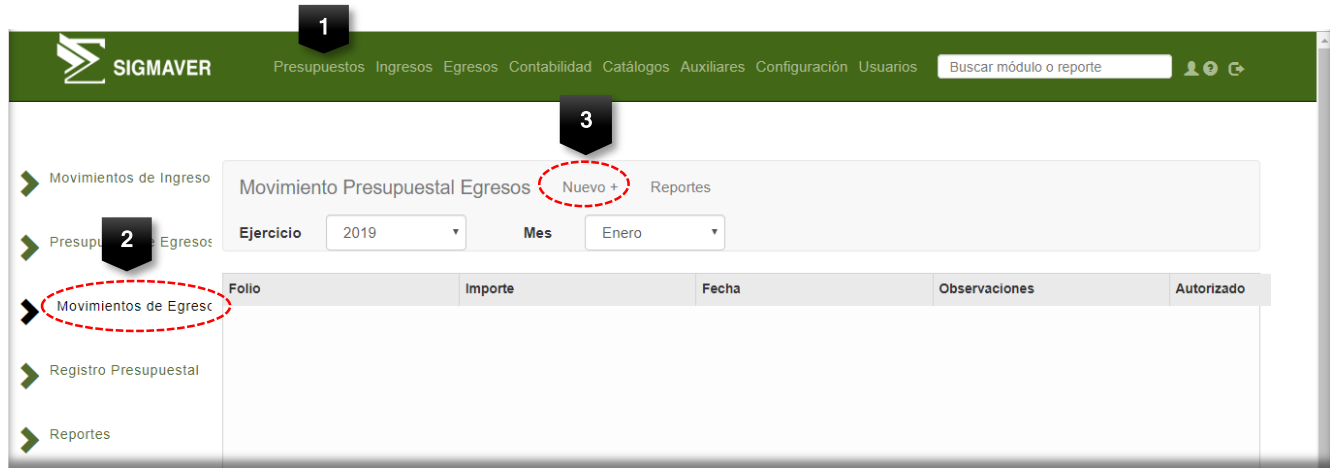 1
SIGMAVER
Presupuestos Ingresos Egresos Contabilidad Catálogos Auxiliares Configuración Usuarios Buscar módulo o reporte
3
Movimientos de Ingreso
Movimiento Presupuestal Egresos Nuevo + Reportes
2
Egresos
Ejercicio 2019 Mes Enero
Folio Importe Fecha Observaciones Autorizado
Movimientos de Egreso
Registro Presupuestal
Reportes